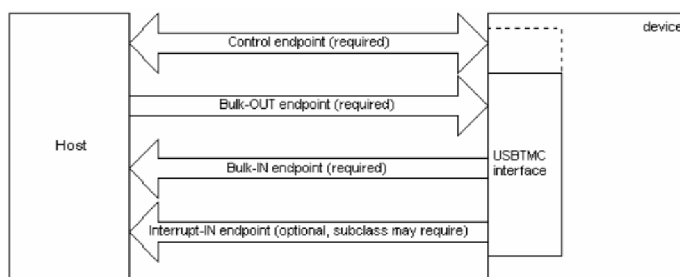 device
Control endpoint (required)
Bulk-OUT endpoint (required)
Host
USBTMC
interface
Bulk-IN endpoint (required)
Interrupt-IN endpoint (optional, subclass may require)